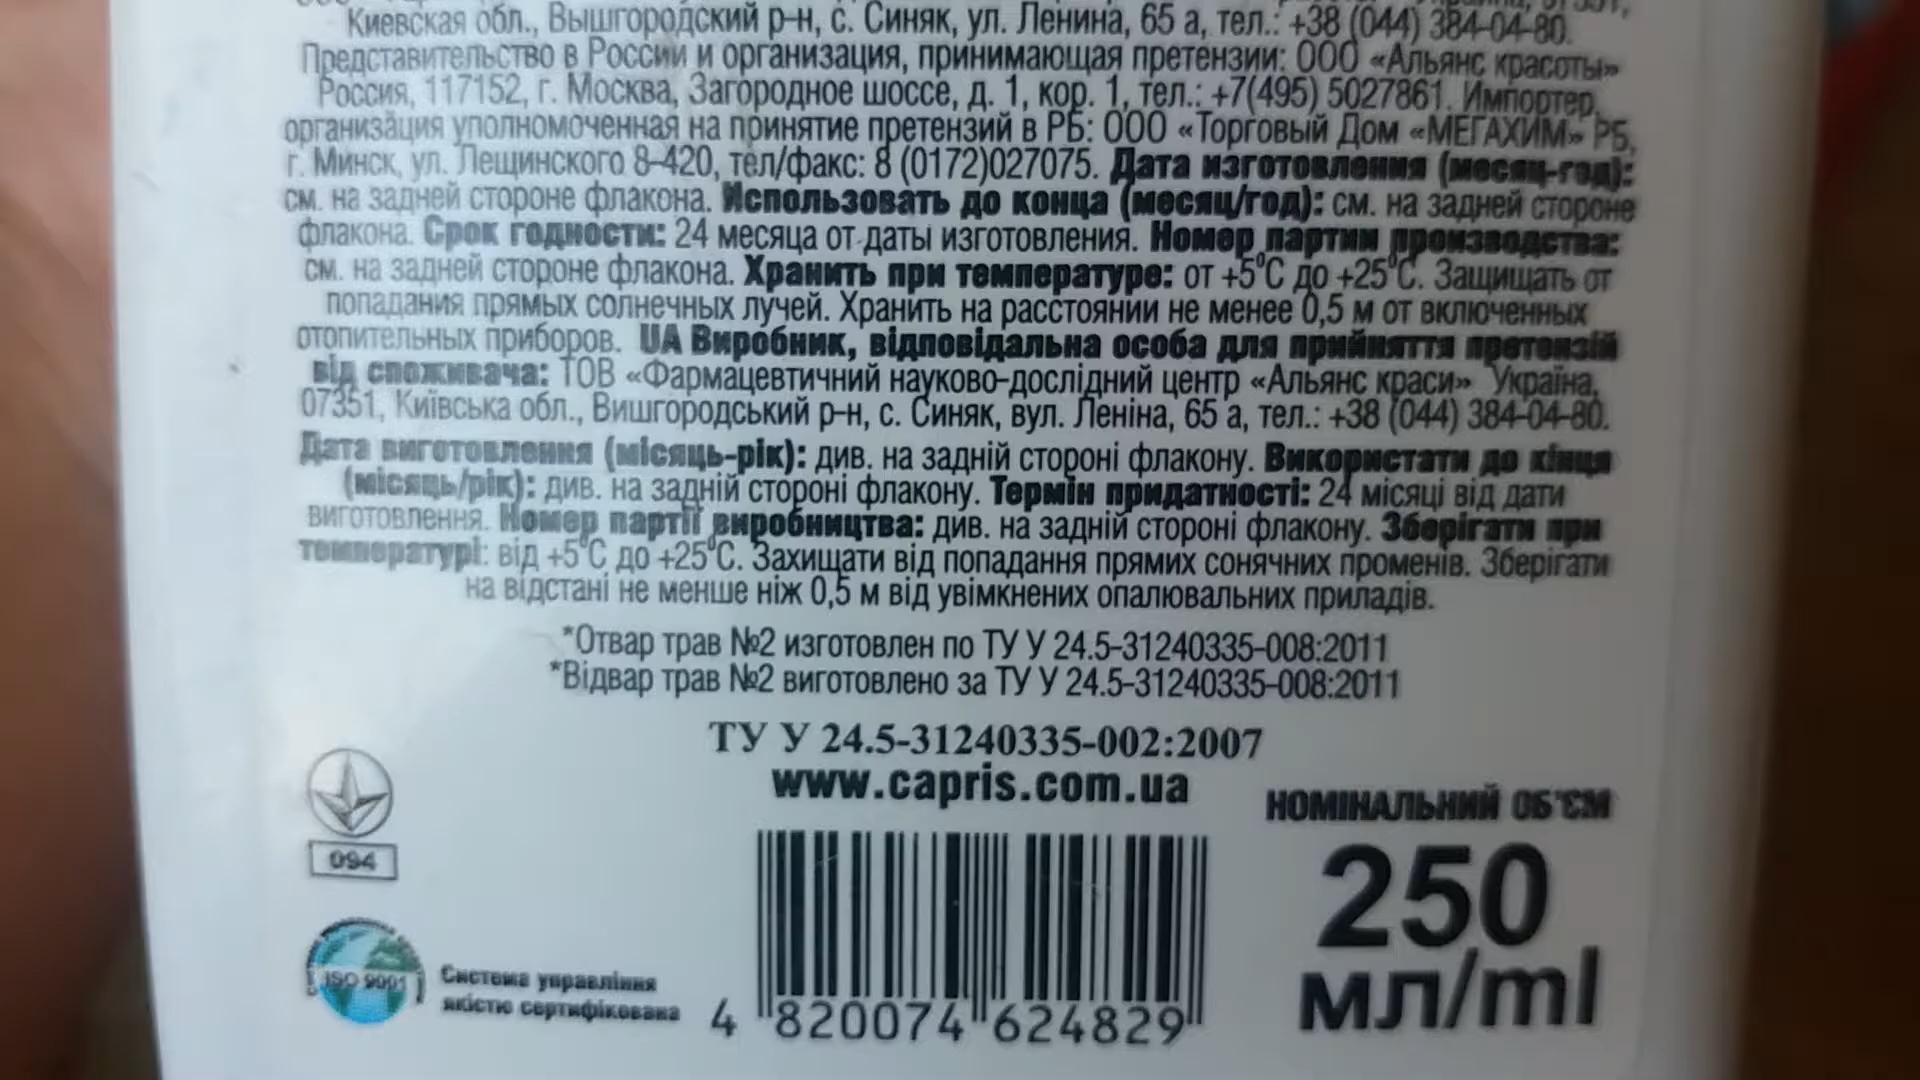 Киевская обл., Вышгородский р-н, с. Синяк, ул. Ленина, 65 а, тел.: +38 (044) 384-04-80.
Представительство в России и организация, принимающая претензии: ООО «Альянс красоты»
Россия, 117152, г. Москва, Загородное шоссе, д. 1, кор. 1, тел.: +7(495) 5027861. Импортер,
организация уполномоченная на принятие претензий в РБ: ООО «Торговый Дом «МЕГАХИМ» РБ,
г. Минск, ул. Лещинского 8-420, тел/факс: 8 (0172)027075. Дата изготовления (месяц-год):
см. на задней стороне флакона. Использовать до конца (месяц/год): см. на задней стороне
флакона. Срок годности: 24 месяца от даты изготовления. Номер партии производства:
см. на задней стороне флакона. Хранить при температуре: от +5°С до +25°С. Защищать от
попадания прямых солнечных лучей. Хранить на расстоянии не менее 0,5 м от включенных
отопительных приборов. UA Виробник, відповідальна особа для прийняття претензій
від споживача: ТОВ «Фармацевтичний науково-дослідний центр «Альянс краси» Україна,
07351, Київська обл., Вишгородський р-н, с. Синяк, вул. Леніна, 65 а, тел.: +38 (044) 384-04-80.
Дата виготовлення (місяць-рік): див. на задній стороні флакону. Використати до кінця
(місяць/рік): див. на задній стороні флакону. Термін придатності: 24 місяці від дати
виготовлення. Номер партії виробництва: див. на задній стороні флакону. Зберігати при
температурі: від +5°С до +25°С. Захищати від попадання прямих сонячних променів. Зберігати
на відстані не менше ніж 0,5 м від увімкнених опалювальних приладів.
*Отвар трав №2 изготовлен по ТУ У 24.5-31240335-008:2011
*Відвар трав №2 виготовлено за ТУ У 24.5-31240335-008:2011
ТУ У 24.5-31240335-002:2007
www.capris.com.ua
НОМІНАЛЬНИЙ ОБ'ЄМ
250
мл/ml
094
ISO 9001
Система управління
якістю сертифікована
4 820074 624829